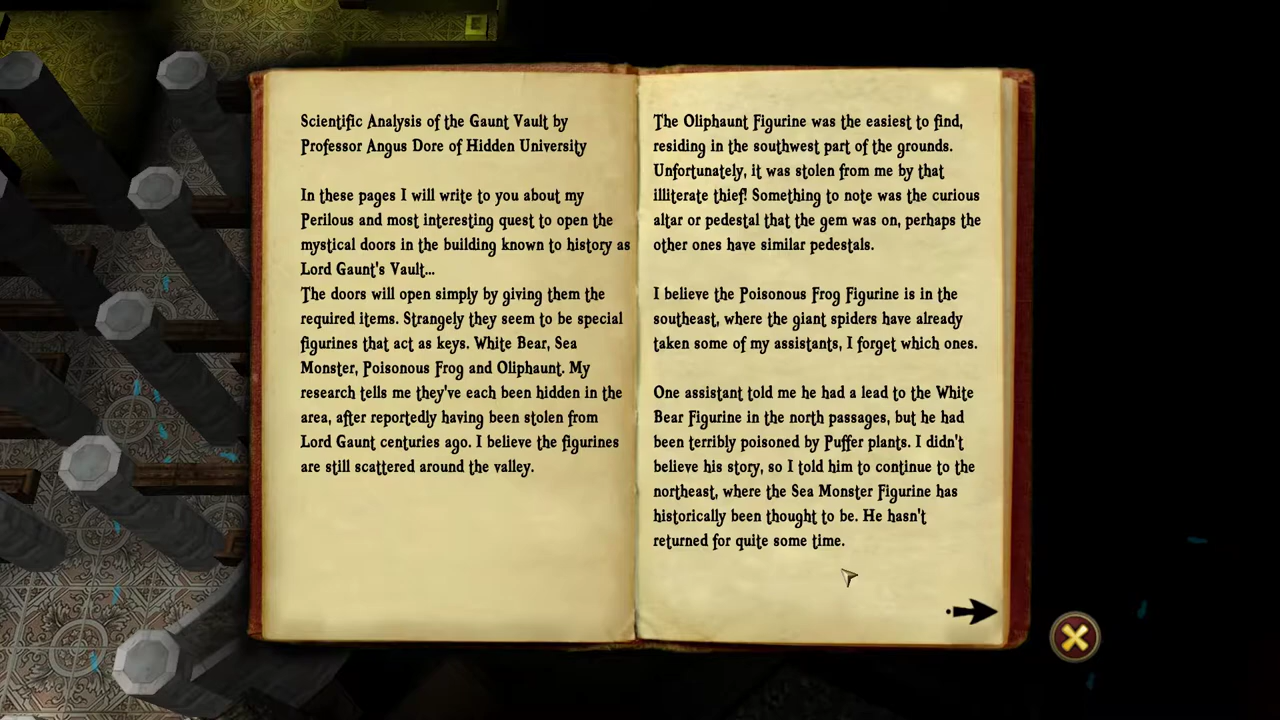 Scientific Analysis of the Gaunt Vault by
Professor Angus Dore of Hidden University
In these pages I will write to you about my
Perilous and most interesting quest to open the
mystical doors in the building known to history as
Lord Gaunt's Vault...
The doors will open simply by giving them the
required items. Strangely they seem to be special
figurines that act as keys. White Bear, Sea
Monster, Poisonous Frog and Oliphaunt. My
research tells me they've each been hidden in the
area, after reportedly having been stolen from
Lord Gaunt centuries ago. I believe the figurines
are still scattered around the valley.
The Oliphaunt Figurine was the easiest to find,
residing in the southwest part of the grounds.
Unfortunately, it was stolen from me by that
illiterate thief! Something to note was the curious
altar or pedestal that the gem was on, perhaps the
other ones have similar pedestals.
I believe the Poisonous Frog Figurine is in the
southeast, where the giant spiders have already
taken some of my assistants, I forget which ones.
One assistant told me he had a lead to the White
Bear Figurine in the north passages, but he had
been terribly poisoned by Puffer plants. I didn't
believe his story, so I told him to continue to the
northeast, where the Sea Monster Figurine has
historically been thought to be. He hasn't
returned for quite some time.